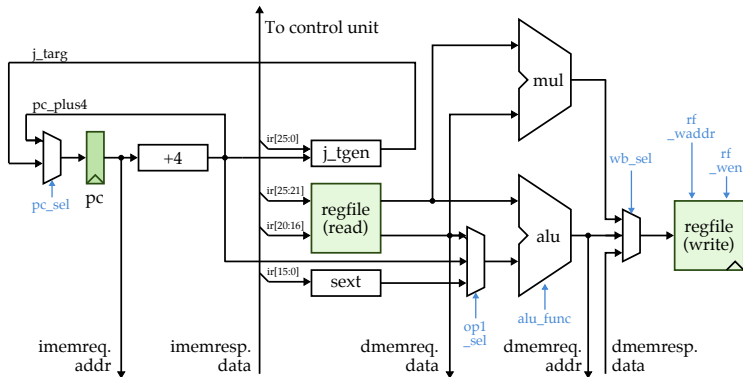 To control unit
j_targ
pc_plus4
mul
ir[25:0]
j_tgen
+4
pc_sel
pc
ir[25:21]
ir[20:16]
regfile
(read)
alu
wb_sel
rf
_waddr
rf
_wen
regfile
(write)
ir[15:0]
sext
op1
_sel
alu_func
imemreq.
addr
imemresp.
data
dmemreq.
data
dmemreq.
addr
dmemresp.
data